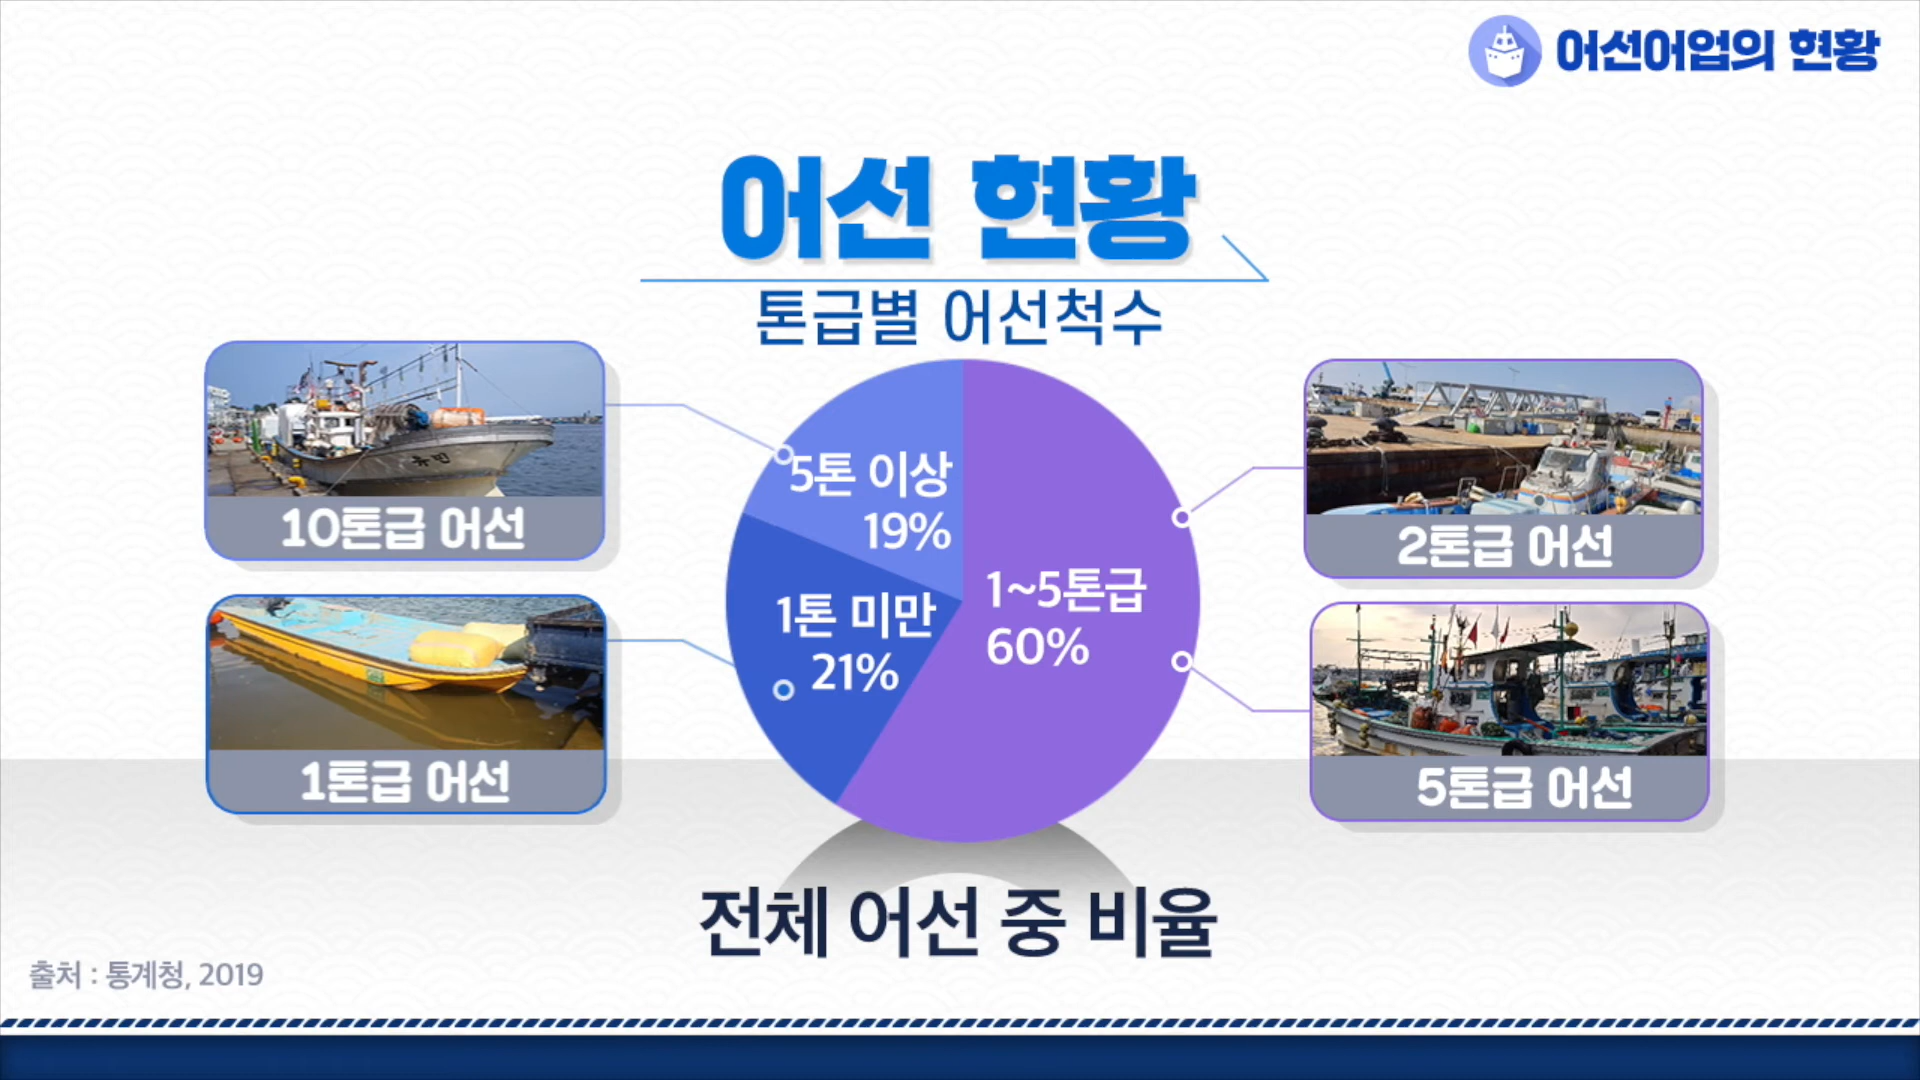 어선어업의 현황
어선 현황
톤급별 어선척수
10톤급 어선
1톤급 어선
5톤 이상
19%
1톤 미만
21%
1~5톤급
60%
2톤급 어선
5톤급 어선
전체 어선 중 비율
출처 : 통계청, 2019